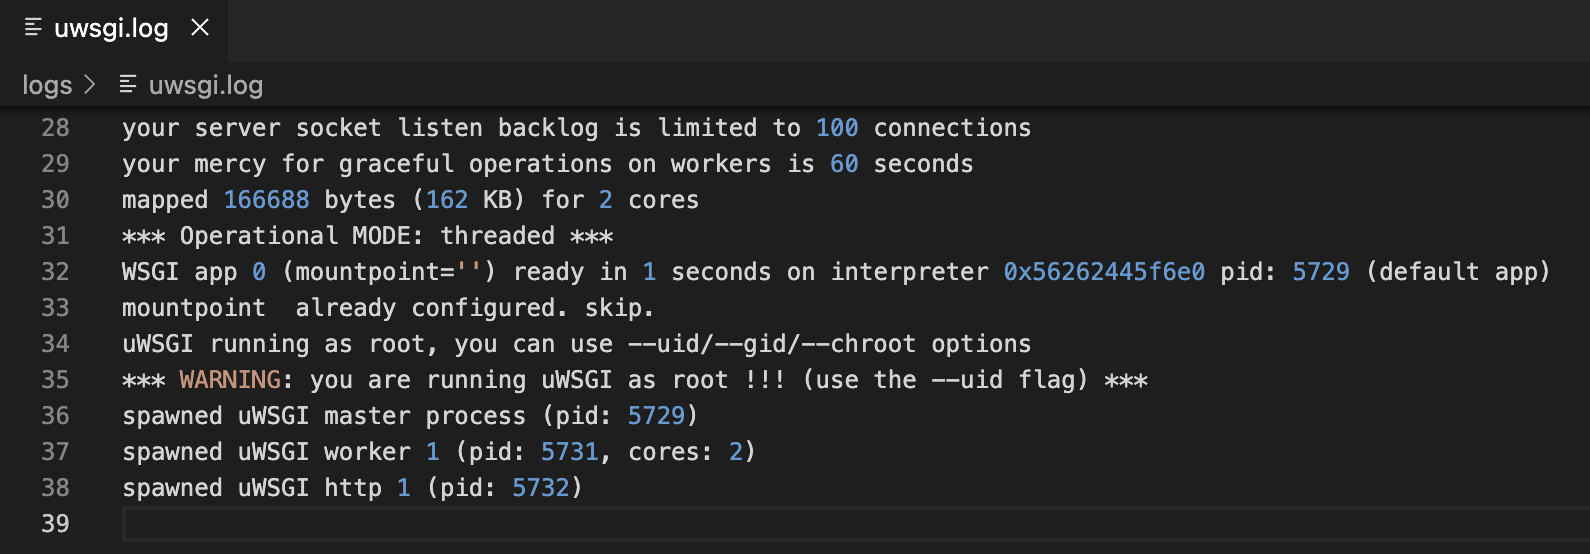 uwsgi.log
logs > uwsgi.log
28 your server socket listen backlog is limited to 100 connections
29 your mercy for graceful operations on workers is 60 seconds
30 mapped 166688 bytes (162 KB) for 2 cores
31 *** Operational MODE: threaded ***
32 WSGI app 0 (mountpoint='') ready in 1 seconds on interpreter 0x56262445f6e0 pid: 5729 (default app)
33 mountpoint  already configured. skip.
34 uWSGI running as root, you can use --uid/--gid/--chroot options
35 *** WARNING: you are running uWSGI as root !!! (use the --uid flag) ***
36 spawned uWSGI master process (pid: 5729)
37 spawned uWSGI worker 1 (pid: 5731, cores: 2)
38 spawned uWSGI http 1 (pid: 5732)
39